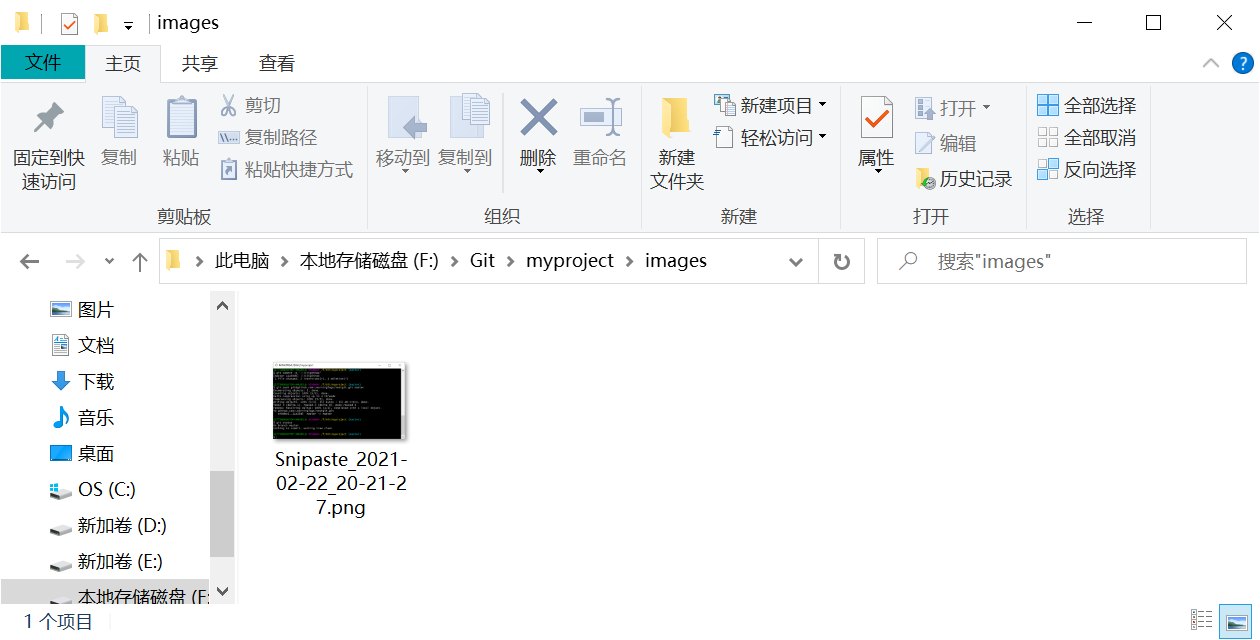 images
文件 主页 共享 查看
固定到快速访问
复制
粘贴
剪切
复制路径
粘贴快捷方式
剪贴板
移动到
复制到
删除
重命名
组织
新建
文件夹
新建项目
轻松访问
新建
属性
打开
编辑
历史记录
打开
全部选择
全部取消
反向选择
选择
此电脑 > 本地存储磁盘 (F:) > Git > myproject > images
搜索"images"
图片
文档
下载
音乐
桌面
OS (C:)
新加卷 (D:)
新加卷 (E:)
本地存储磁盘 (F:
Snipaste_2021-
02-22_20-21-2
7.png
1 个项目